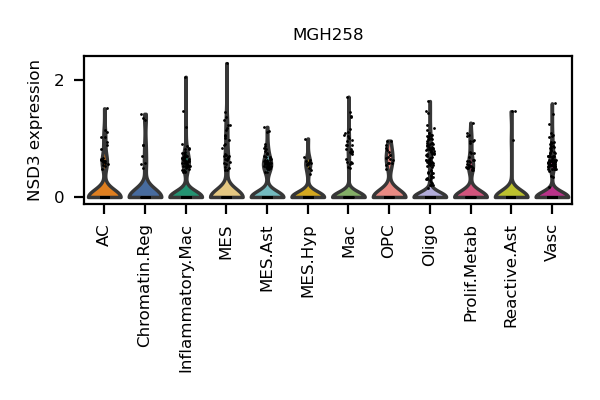 MGH258
NSD3 expression
2
0
AC
Chromatin.Reg
Inflammatory.Mac
MES
MES.Ast
MES.Hyp
Mac
OPC
Oligo
Prolif.Metab
Reactive.Ast
Vasc